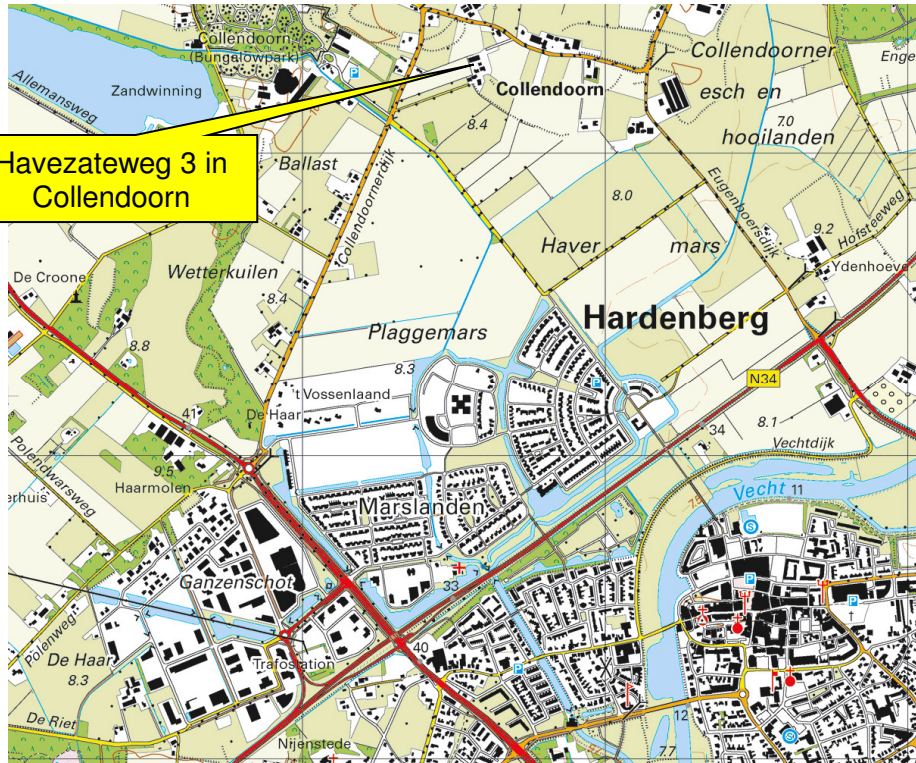 Collendoorn
(Bungalowpark)
P
Allemansweg
Zandwinning
Collendoorn
8.4
Collendoorner
esch en
7.0
hooilanden
Havezateweg 3 in
Collendoorn
Ballast
Collendoornerdijk
8.0
Eugenboersdijk
9.2
Hofsteeweg
Haver mars
Ydenhoeve
De Croone
Wetterkuilen
8.4
Hardenberg
Plaggemars
8.8
8.3
N34
't Vossenlaand
P
41
De Haar
34
8.1
Vechtdijk
Polendwarsweg
9.5
Haarmolen
erhuis
Vecht 11
Marslanden
S
Ganzenschot
33
P
P
Polenweg
De Haar
8.3
Trafostation
40
P
12
De Riet
Nijenstede
7.7
S